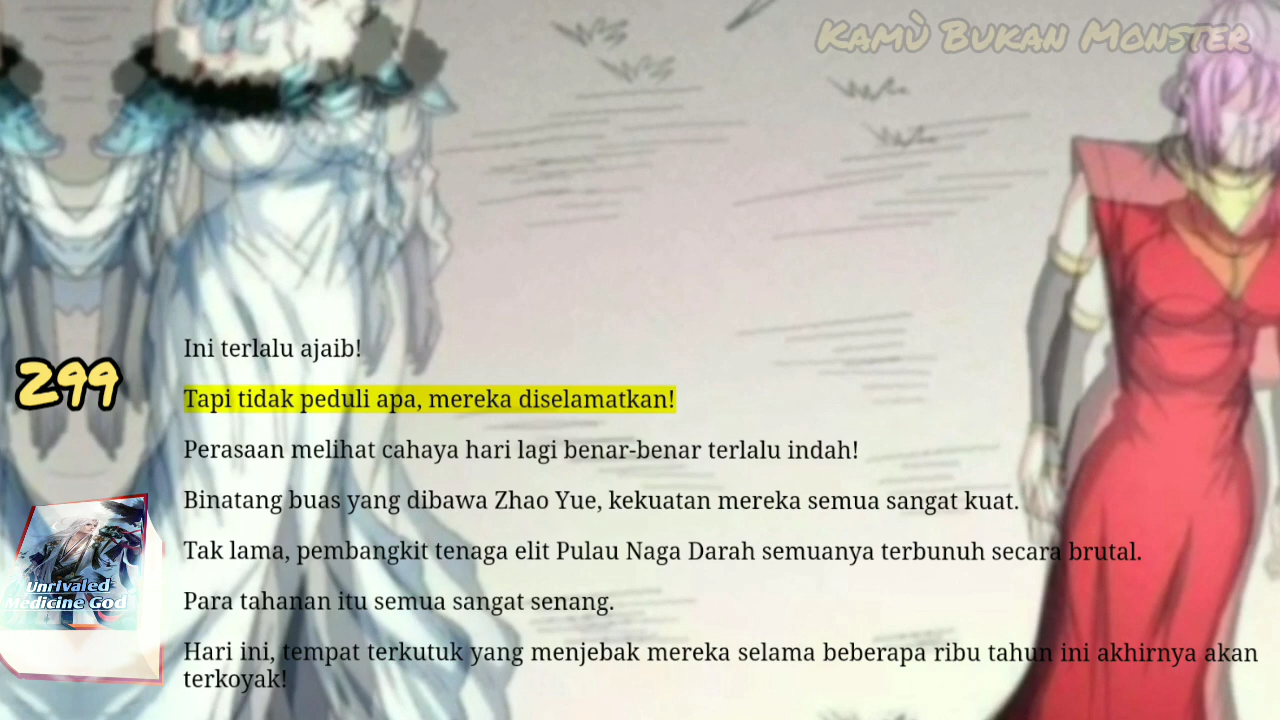 Kamù Bukan Monster
Ini terlalu ajaib!
Tapi tidak peduli apa, mereka diselamatkan!
299
Perasaan melihat cahaya hari lagi benar-benar terlalu indah!
Binatang buas yang dibawa Zhao Yue, kekuatan mereka semua sangat kuat.
Tak lama, pembangkit tenaga elit Pulau Naga Darah semuanya terbunuh secara brutal.
Unrivaled
Medicine God
Para tahanan itu semua sangat senang.
Hari ini, tempat terkutuk yang menjebak mereka selama beberapa ribu tahun ini akhirnya akan
terkoyak!